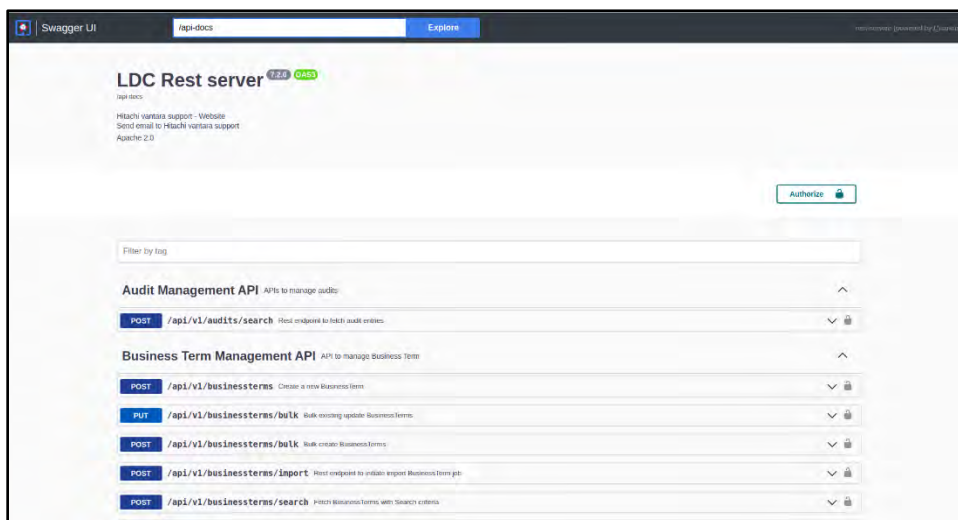 Swagger UI
/api-docs
Explore
LDC Rest server 7.2.6 OAS3
/api-docs
Hitachi vantara support - Website
Send email to Hitachi vantara support
Apache 2.0
Authorize
Filter by tag
Audit Management API APIs to manage audits
POST /api/v1/audits/search Rest endpoint to fetch audit entries
Business Term Management API API to manage Business Term
POST /api/v1/businessterms Create a new BusinessTerm
PUT /api/v1/businessterms/bulk Bulk existing update BusinessTerms
POST /api/v1/businessterms/bulk Bulk create BusinessTerms
POST /api/v1/businessterms/import Rest endpoint to initiate import BusinessTerm job
POST /api/v1/businessterms/search Fetch BusinessTerms with Search criteria